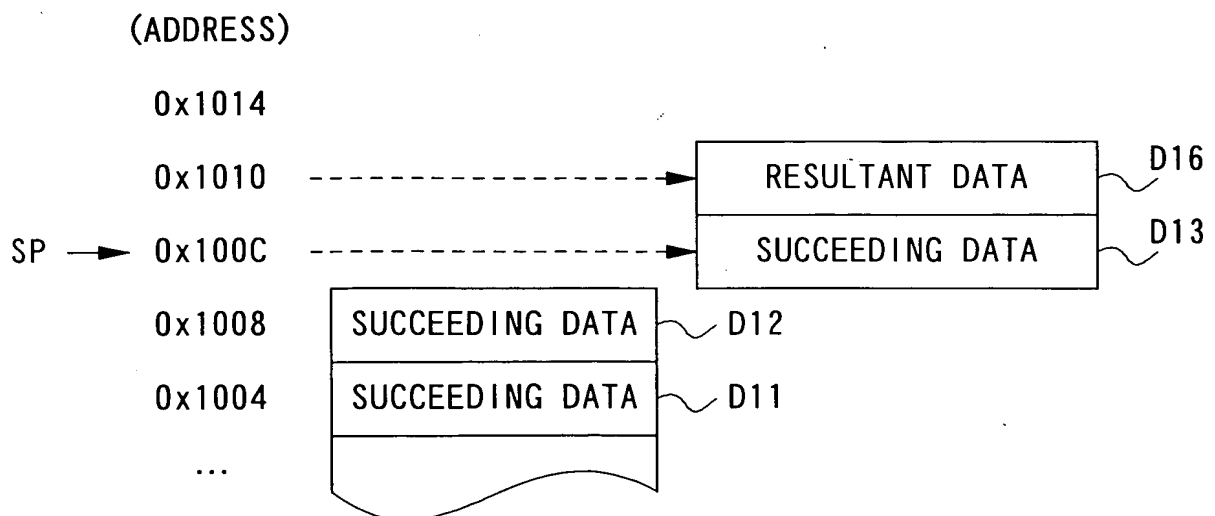 (ADDRESS)
0x1014
0x1010 RESULTANT DATA D16
SP 0x100C SUCCEEDING DATA D13
0x1008 SUCCEEDING DATA D12
0x1004 SUCCEEDING DATA D11
...